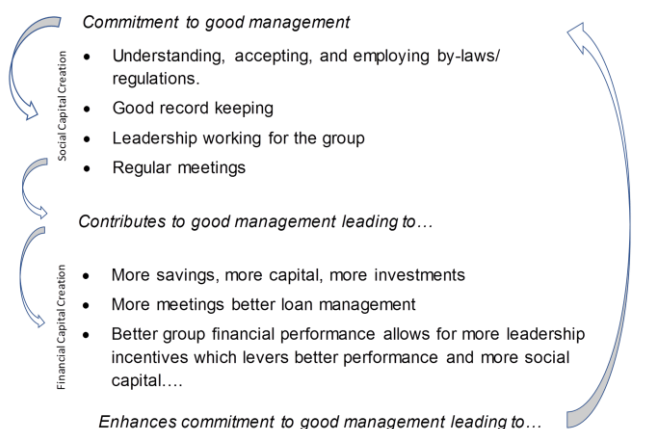 Commitment to good management
Social Capital Creation
• Understanding, accepting, and employing by-laws/
regulations.
• Good record keeping
• Leadership working for the group
• Regular meetings
Contributes to good management leading to…
Financial Capital Creation
• More savings, more capital, more investments
• More meetings better loan management
• Better group financial performance allows for more leadership
incentives which levers better performance and more social
capital….
Enhances commitment to good management leading to…